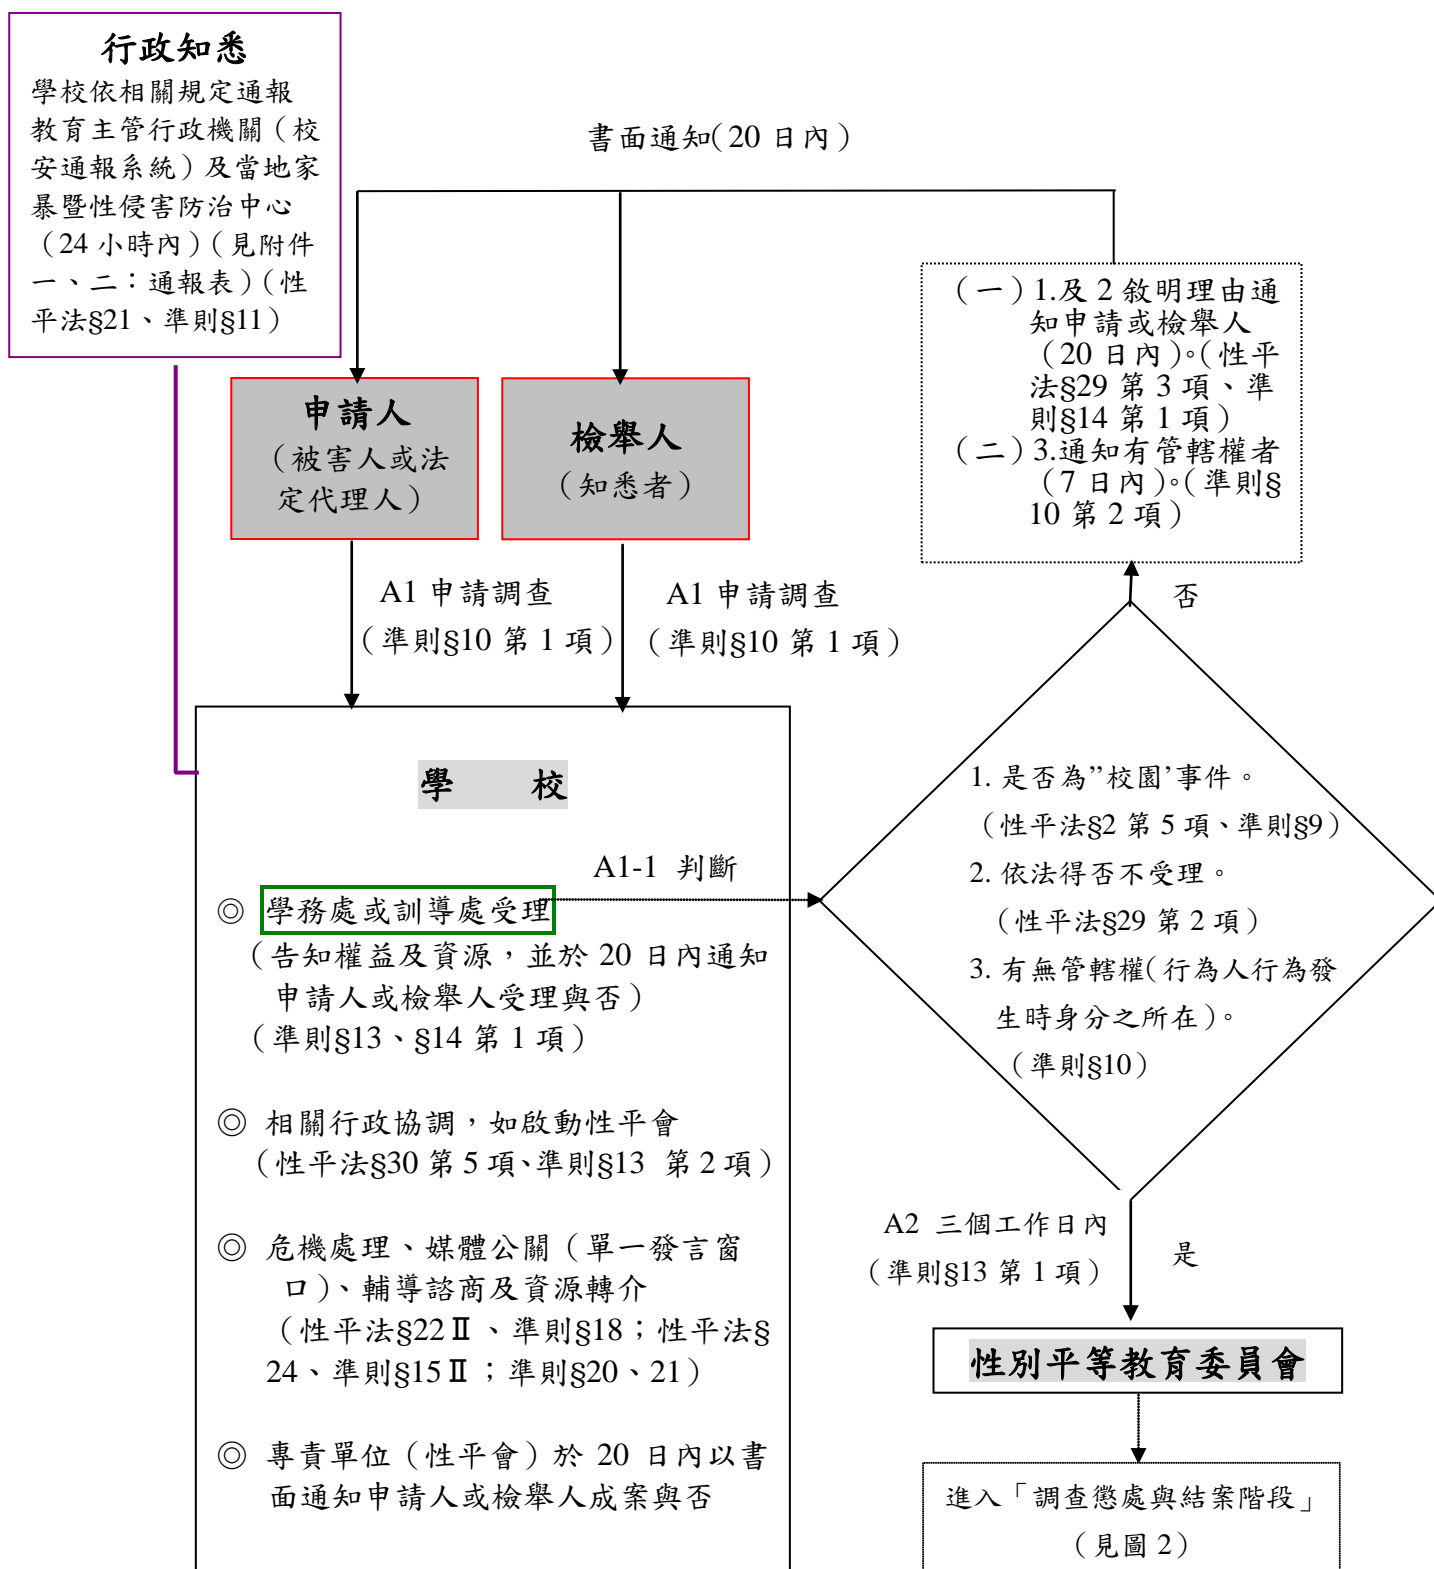 行政知悉
學校依相關規定通報
教育主管行政機關（校
安通報系統）及當地家
暴暨性侵害防治中心
（24 小時內）（見附件
一、二：通報表）（性
平法§21、準則§11）
書面通知（20 日內）
（一）1.及 2 敘明理由通
知申請或檢舉人
（20 日內）。（性平
法§29 第 3 項、準
則§14 第 1 項）
（二）3.通知有管轄權者
（7 日內）。（準則§
10 第 2 項）
申請人
（被害人或法
定代理人）
檢舉人
（知悉者）
A1 申請調查
（準則§10 第 1 項）
A1 申請調查
（準則§10 第 1 項）
否
學 校
A1-1 判斷
◎ 學務處或訓導處受理
（告知權益及資源，並於 20 日內通知
申請人或檢舉人受理與否）
（準則§13、§14 第 1 項）
◎ 相關行政協調，如啟動性平會
（性平法§30 第 5 項、準則§13 第 2 項）
◎ 危機處理、媒體公關（單一發言窗
口）、輔導諮商及資源轉介
（性平法§22Ⅱ、準則§18；性平法§
24、準則§15Ⅱ；準則§20、21）
◎ 專責單位（性平會）於 20 日內以書
面通知申請人或檢舉人成案與否
1. 是否為”校園’事件。
（性平法§2 第 5 項、準則§9）
2. 依法得否不受理。
（性平法§29 第 2 項）
3. 有無管轄權（行為人行為發
生時身分之所在）。
（準則§10）
A2 三個工作日內
（準則§13 第 1 項）
是
性別平等教育委員會
進入「調查懲處與結案階段」
（見圖 2）